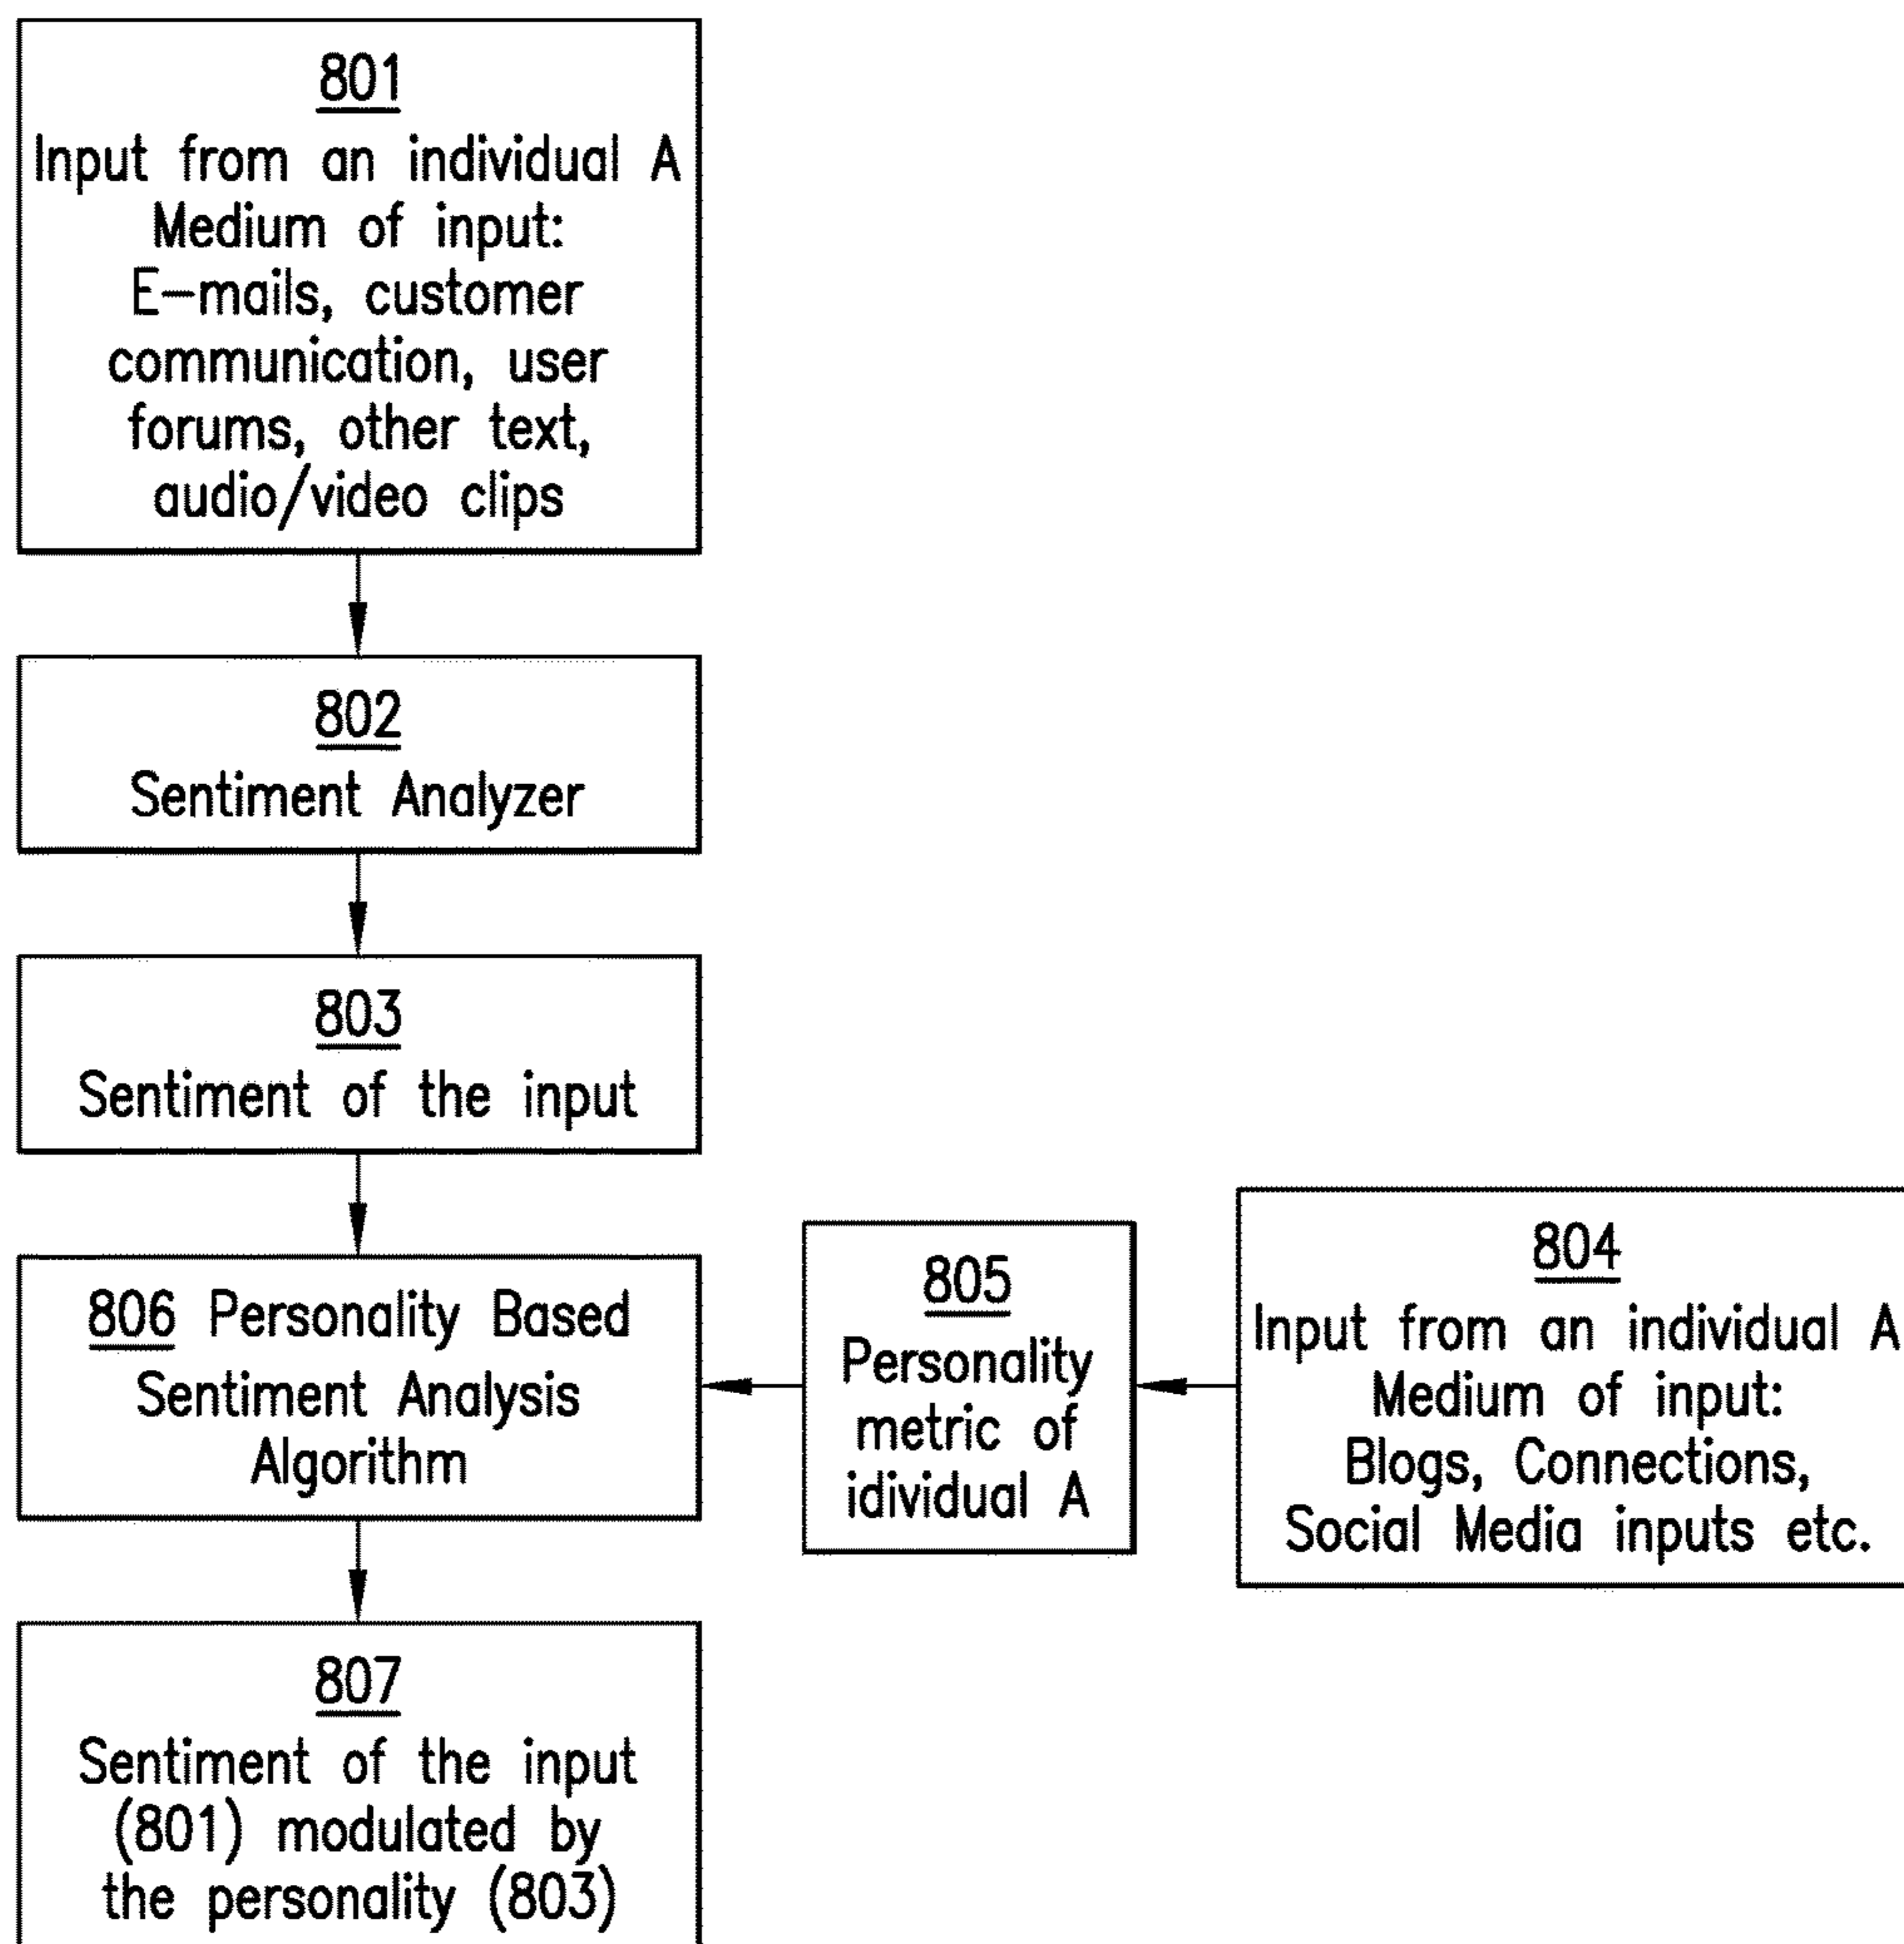 801
Input from an individual A
Medium of input:
E-mails, customer
communication, user
forums, other text,
audio/video clips
802
Sentiment Analyzer
803
Sentiment of the input
806 Personality Based
Sentiment Analysis
Algorithm
805
Personality
metric of
idividual A
804
Input from an individual A
Medium of input:
Blogs, Connections,
Social Media inputs etc.
807
Sentiment of the input
(801) modulated by
the personality (803)